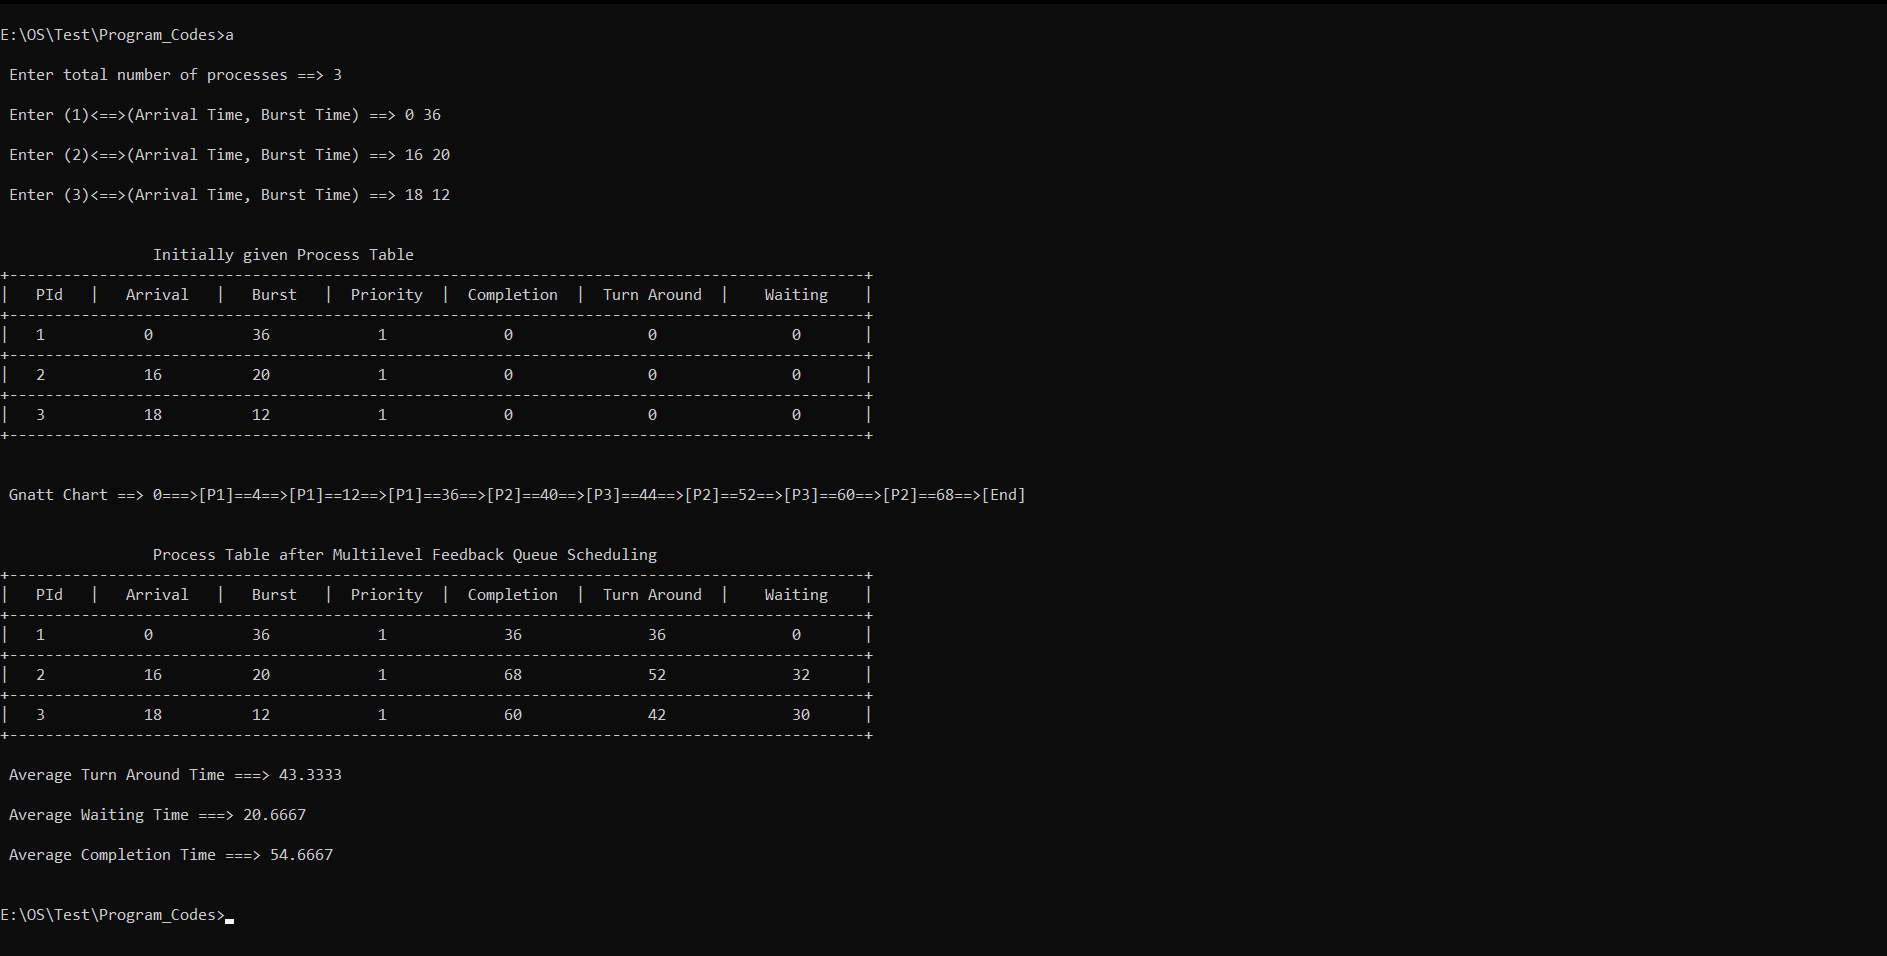 E:\OS\Test\Program_Codes>a
Enter total number of processes ==> 3
Enter (1)<==>(Arrival Time, Burst Time) ==> 0 36
Enter (2)<==>(Arrival Time, Burst Time) ==> 16 20
Enter (3)<==>(Arrival Time, Burst Time) ==> 18 12
Initially given Process Table
+-----------------------------------------------------------------------------------------------+
|   PId   |   Arrival   |   Burst   |  Priority  |  Completion  |  Turn Around  |    Waiting    |
+-----------------------------------------------------------------------------------------------+
|   1           0           36            1             0               0               0       |
+-----------------------------------------------------------------------------------------------+
|   2           16          20            1             0               0               0       |
+-----------------------------------------------------------------------------------------------+
|   3           18          12            1             0               0               0       |
+-----------------------------------------------------------------------------------------------+
Gnatt Chart ==> 0===>[P1]==4==>[P1]==12==>[P1]==36==>[P2]==40==>[P3]==44==>[P2]==52==>[P3]==60==>[P2]==68==>[End]
Process Table after Multilevel Feedback Queue Scheduling
+-----------------------------------------------------------------------------------------------+
|   PId   |   Arrival   |   Burst   |  Priority  |  Completion  |  Turn Around  |    Waiting    |
+-----------------------------------------------------------------------------------------------+
|   1           0           36            1             36              36              0       |
+-----------------------------------------------------------------------------------------------+
|   2           16          20            1             68              52              32      |
+-----------------------------------------------------------------------------------------------+
|   3           18          12            1             60              42              30      |
+-----------------------------------------------------------------------------------------------+
Average Turn Around Time ===> 43.3333
Average Waiting Time ===> 20.6667
Average Completion Time ===> 54.6667
E:\OS\Test\Program_Codes>